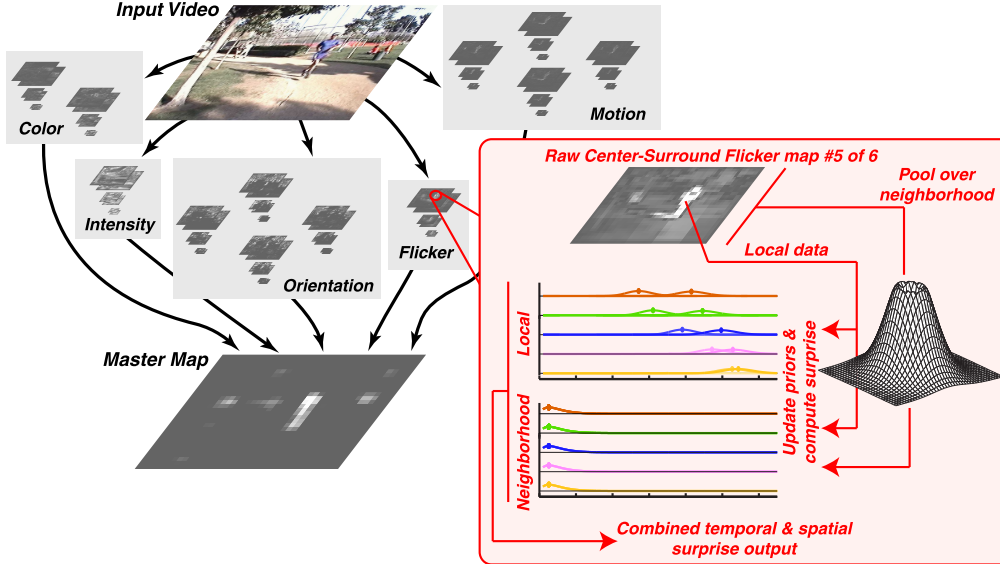 Input Video
Color
Motion
Intensity
Orientation
Flicker
Master Map
Raw Center-Surround Flicker map #5 of 6
Pool over
neighborhood
Local data
Local
Neighborhood
Update priors &
compute surprise
Combined temporal & spatial
surprise output